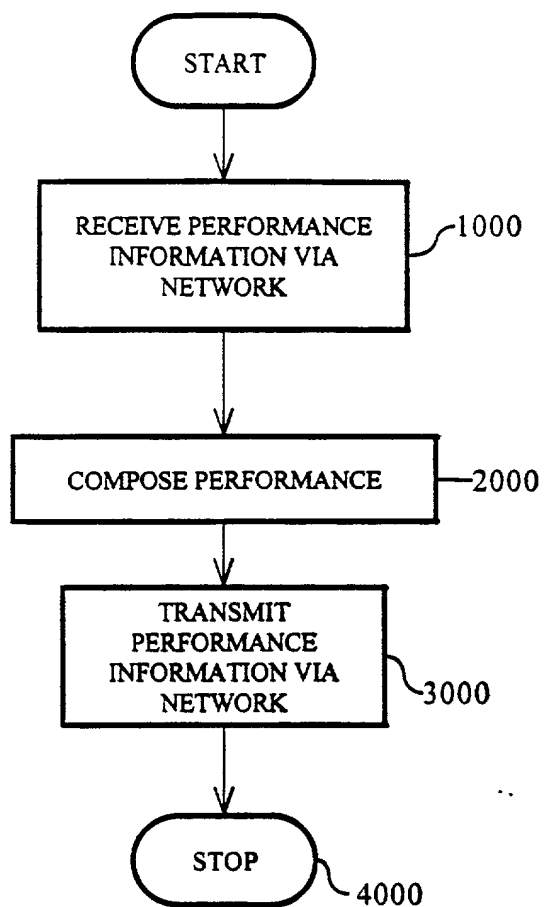 START
RECEIVE PERFORMANCE
INFORMATION VIA
NETWORK
1000
COMPOSE PERFORMANCE
2000
TRANSMIT
PERFORMANCE
INFORMATION VIA
NETWORK
3000
STOP
4000